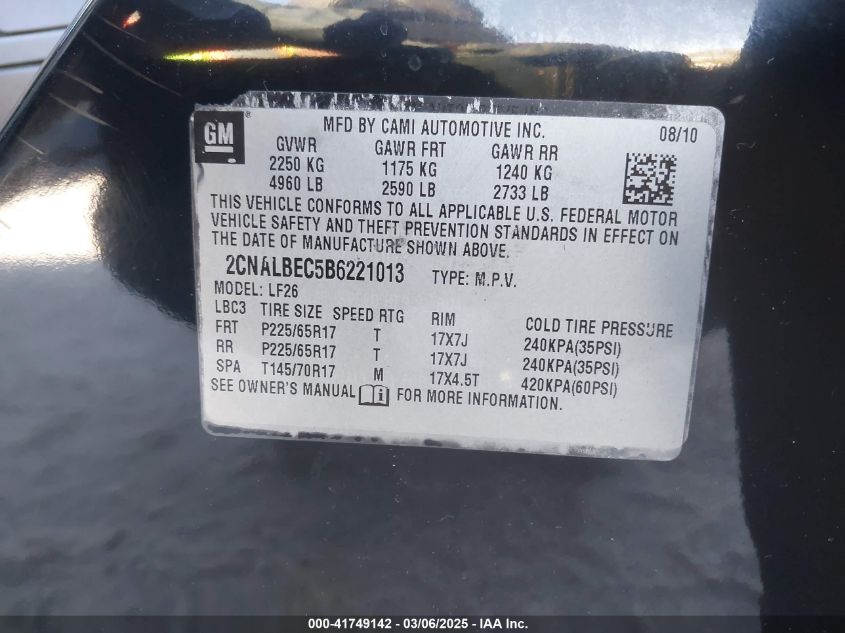 GM
MFD BY CAMI AUTOMOTIVE INC. 08/10
GVWR GAWR FRT GAWR RR
2250 KG 1175 KG 1240 KG
4960 LB 2590 LB 2733 LB
THIS VEHICLE CONFORMS TO ALL APPLICABLE U.S. FEDERAL MOTOR
VEHICLE SAFETY AND THEFT PREVENTION STANDARDS IN EFFECT ON
THE DATE OF MANUFACTURE SHOWN ABOVE.
2CNALBEC5B6221013 TYPE: M.P.V.
MODEL: LF26
LBC3 TIRE SIZE SPEED RTG RIM COLD TIRE PRESSURE
FRT P225/65R17 T 17X7J 240KPA(35PSI)
RR P225/65R17 T 17X7J 240KPA(35PSI)
SPA T145/70R17 M 17X4.5T 420KPA(60PSI)
SEE OWNER'S MANUAL i FOR MORE INFORMATION.
000-41749142 - 03/06/2025 - IAA Inc.